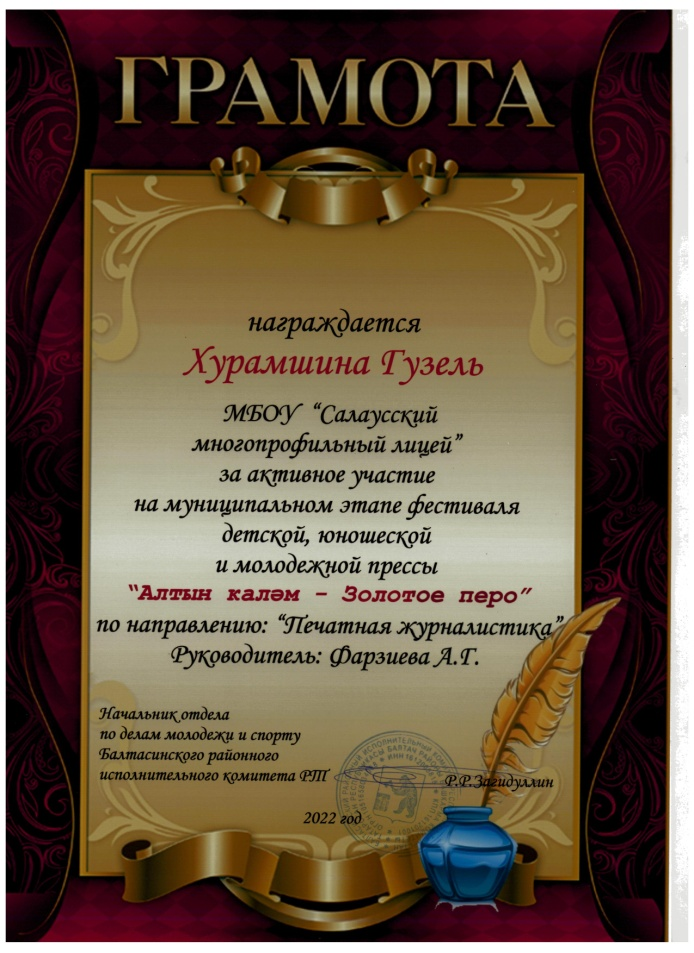 ГРАМОТА
награждается
Хурамшина Гузель
МБОУ “Салаусский
многопрофильный лицей”
за активное участие
на муниципальном этапе фестиваля
детской, юношеской
и молодежной прессы
“Алтын каләм – Золотое перо”
по направлению: “Печатная журналистика”
Руководитель: Фарзиева А.Г.
Начальник отдела
по делам молодежи и спорту
Балтасинского районного
исполнительного комитета РТ
Р.Р.Загидуллин
2022 год